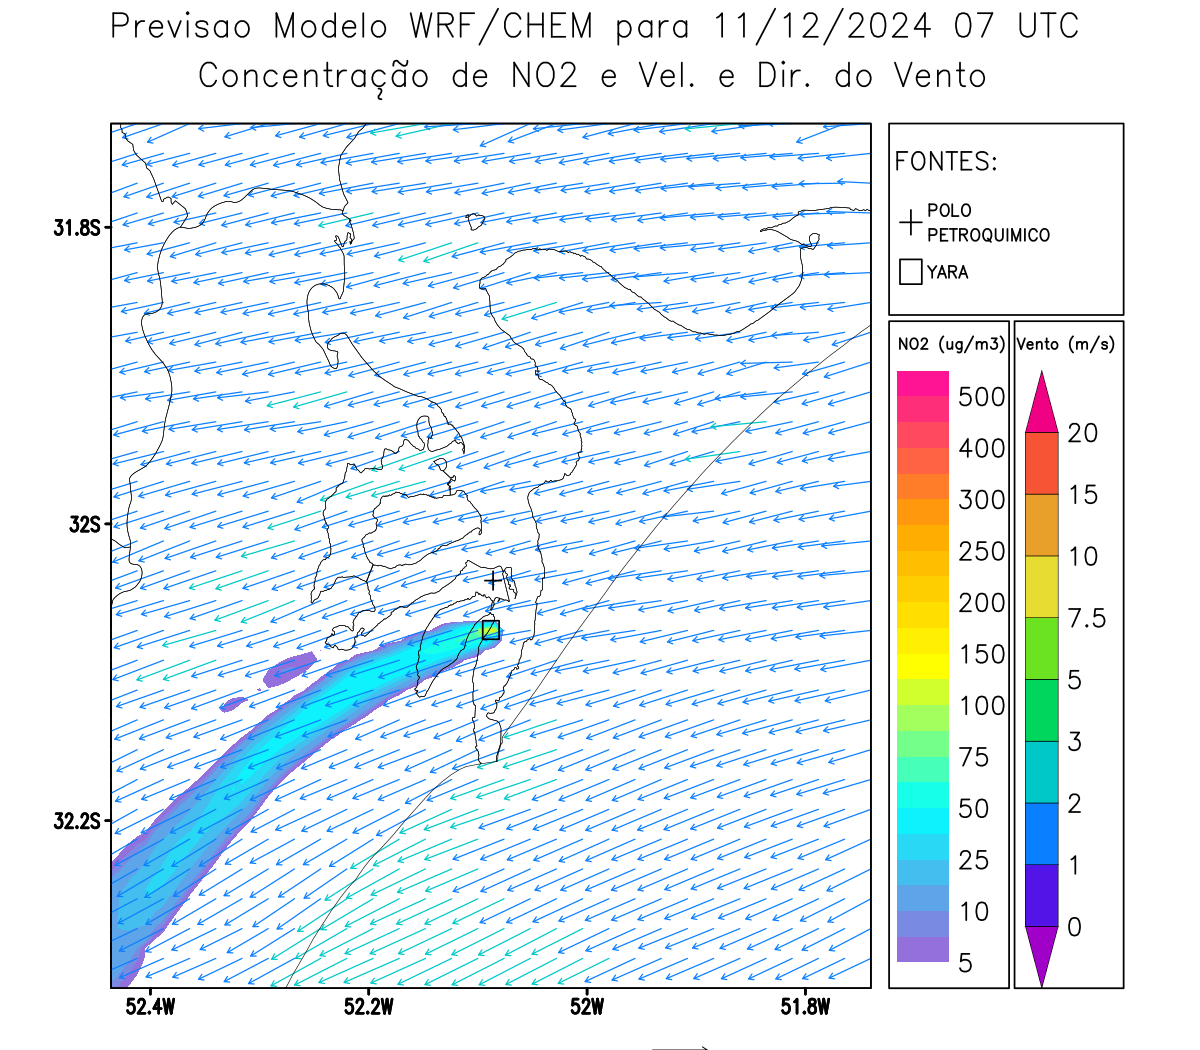 Previsao Modelo WRF/CHEM para 11/12/2024 07 UTC
Concentração de NO2 e Vel. e Dir. do Vento
FONTES:
POLO
PETROQUIMICO
YARA
NO2 (ug/m3)
500
400
300
250
200
150
100
75
50
25
10
5
Vento (m/s)
20
15
10
7.5
5
3
2
1
0
31.8S
32S
32.2S
52.4W
52.2W
52W
51.8W